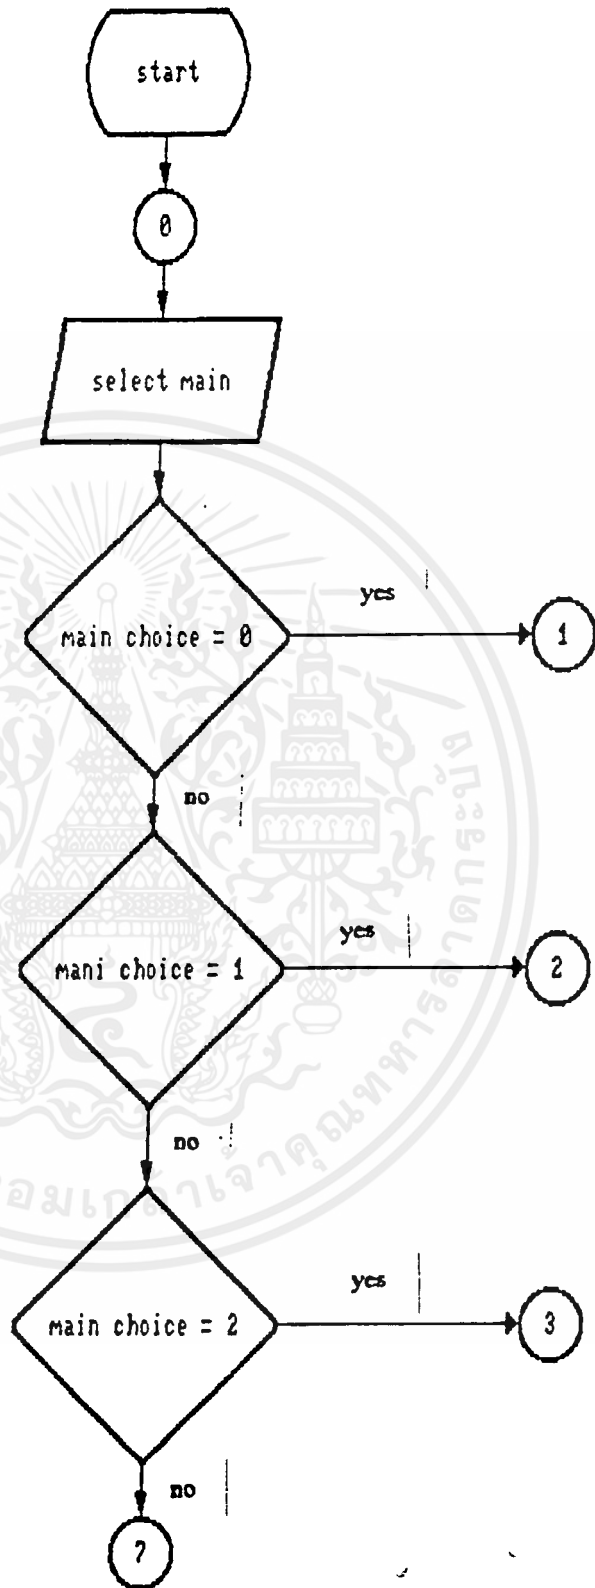 start
0
select main
main choice = 0
yes
1
no
mani choice = 1
yes
2
no
main choice = 2
yes
3
no
7